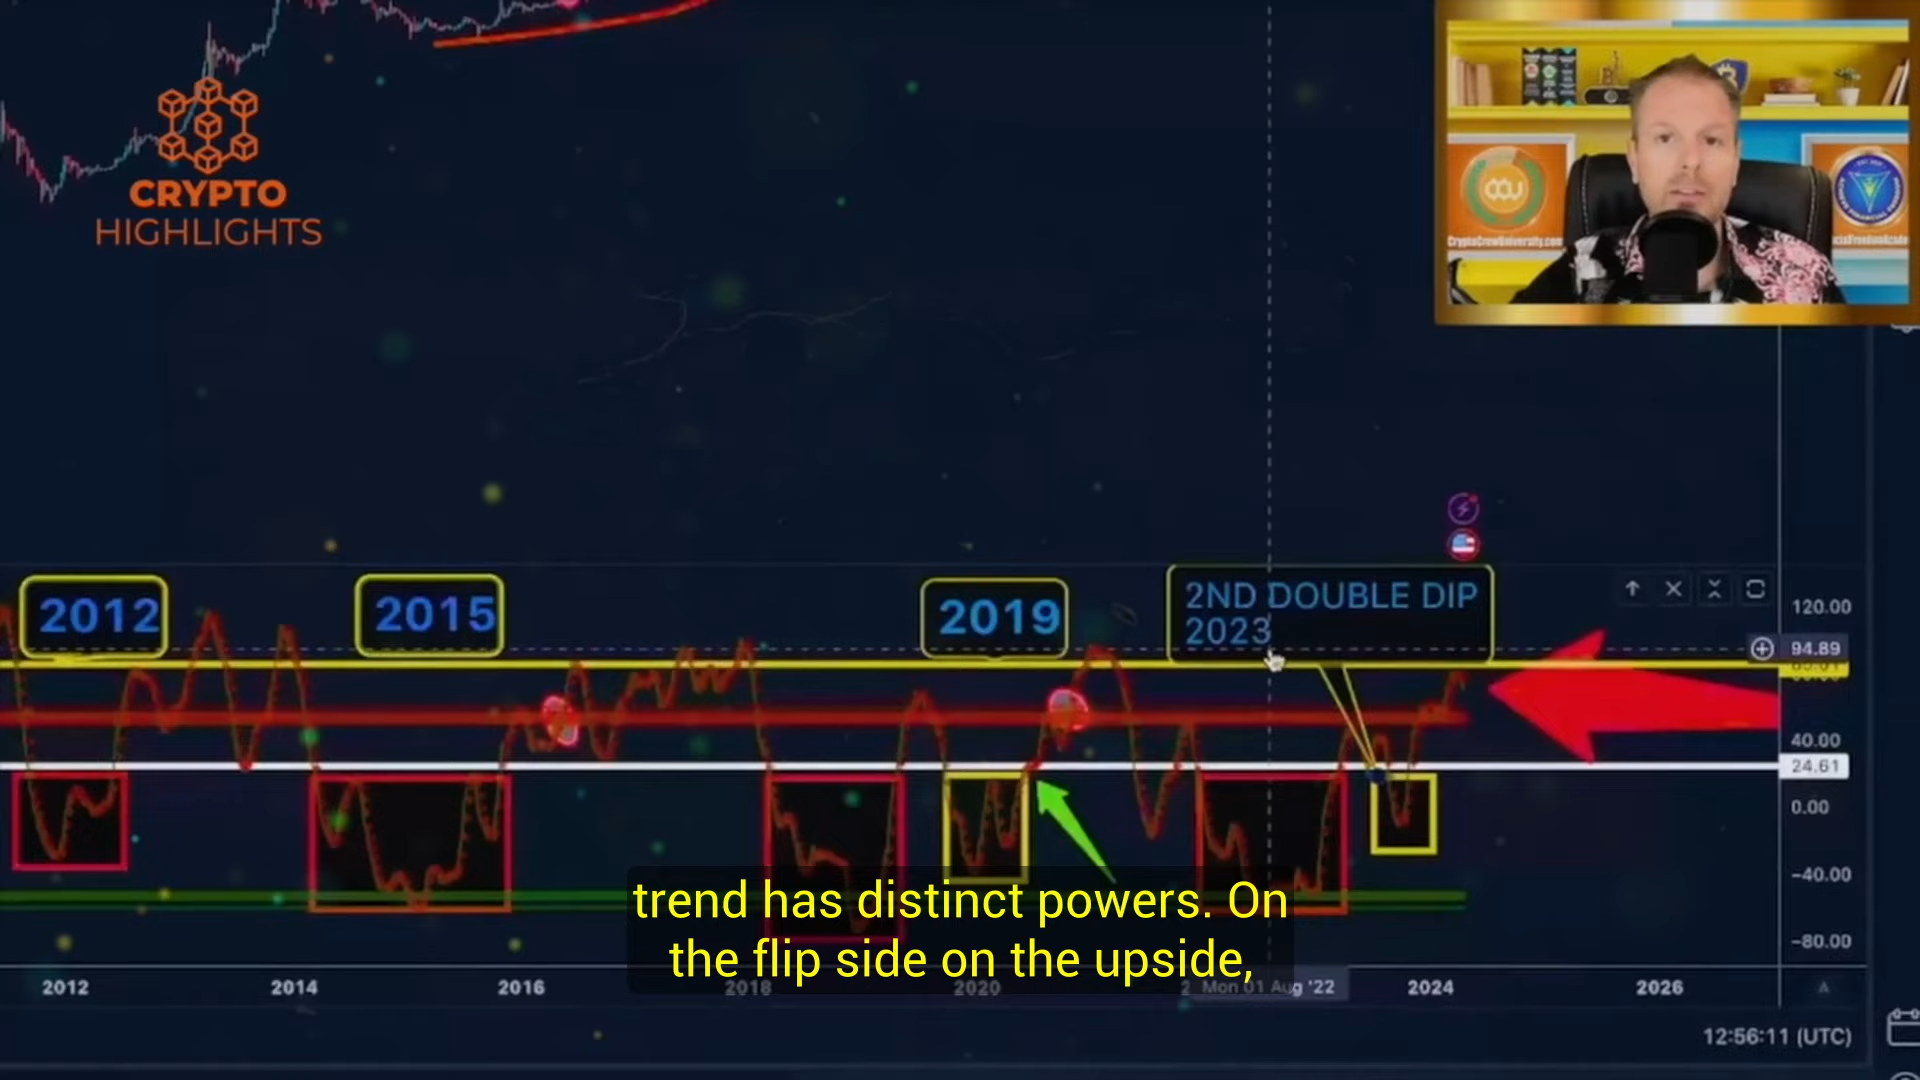 CRYPTO
HIGHLIGHTS
CryptoCrewUniversity.com
2012
2015
2019
2ND DOUBLE DIP
2023
120.00
94.89
40.00
24.61
0.00
-40.00
-80.00
trend has distinct powers. On
the flip side on the upside,
2012 2014 2016 2018 2020 Mon 01 Aug '22 2024 2026 A
12:56:11 (UTC)